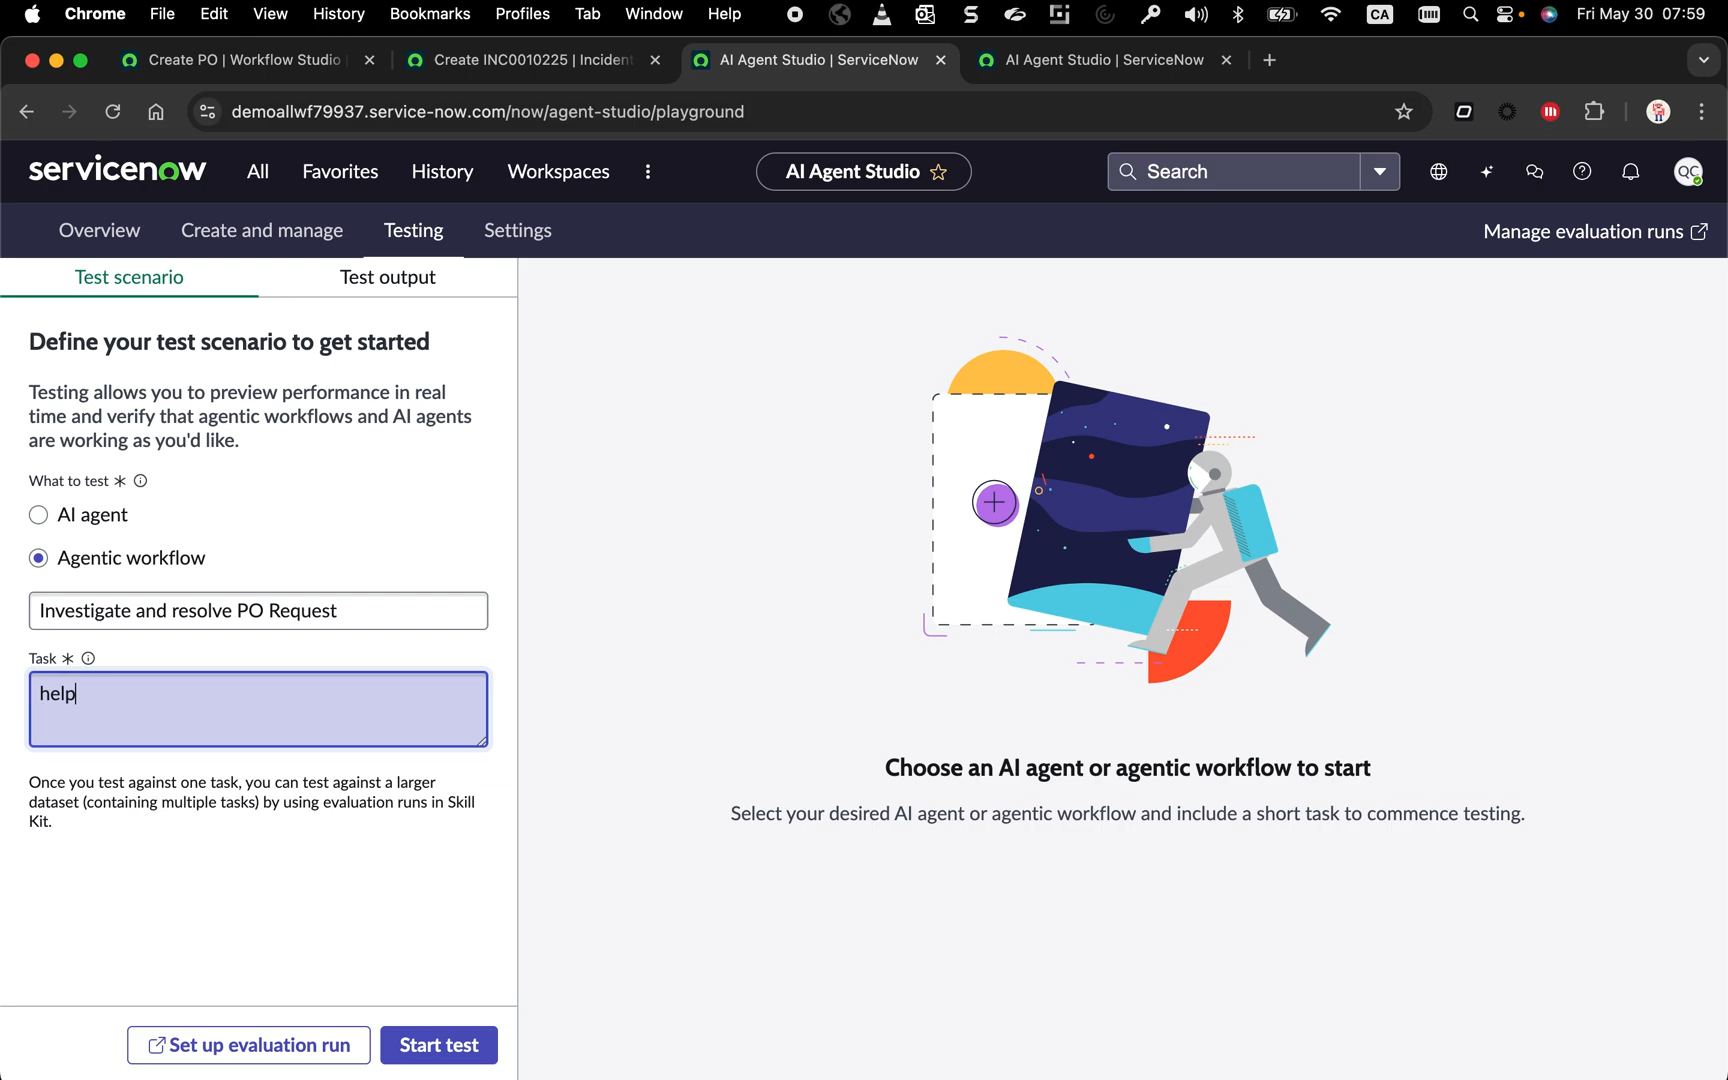 Chrome File Edit View History Bookmarks Profiles Tab Window Help CA Fri May 30 07:59
Create PO | Workflow Studio Create INC0010225 | Inciden AI Agent Studio | ServiceNow AI Agent Studio | ServiceNow
demoallwf79937.service-now.com/now/agent-studio/playground
servicenow All Favorites History Workspaces AI Agent Studio Search QC
Overview Create and manage Testing Settings Manage evaluation runs
Test scenario Test output
Define your test scenario to get started
Testing allows you to preview performance in real
time and verify that agentic workflows and AI agents
are working as you'd like.
What to test *
AI agent
Agentic workflow
Investigate and resolve PO Request
Task *
help
Once you test against one task, you can test against a larger
dataset (containing multiple tasks) by using evaluation runs in Skill
Kit.
Set up evaluation run Start test
Choose an AI agent or agentic workflow to start
Select your desired AI agent or agentic workflow and include a short task to commence testing.